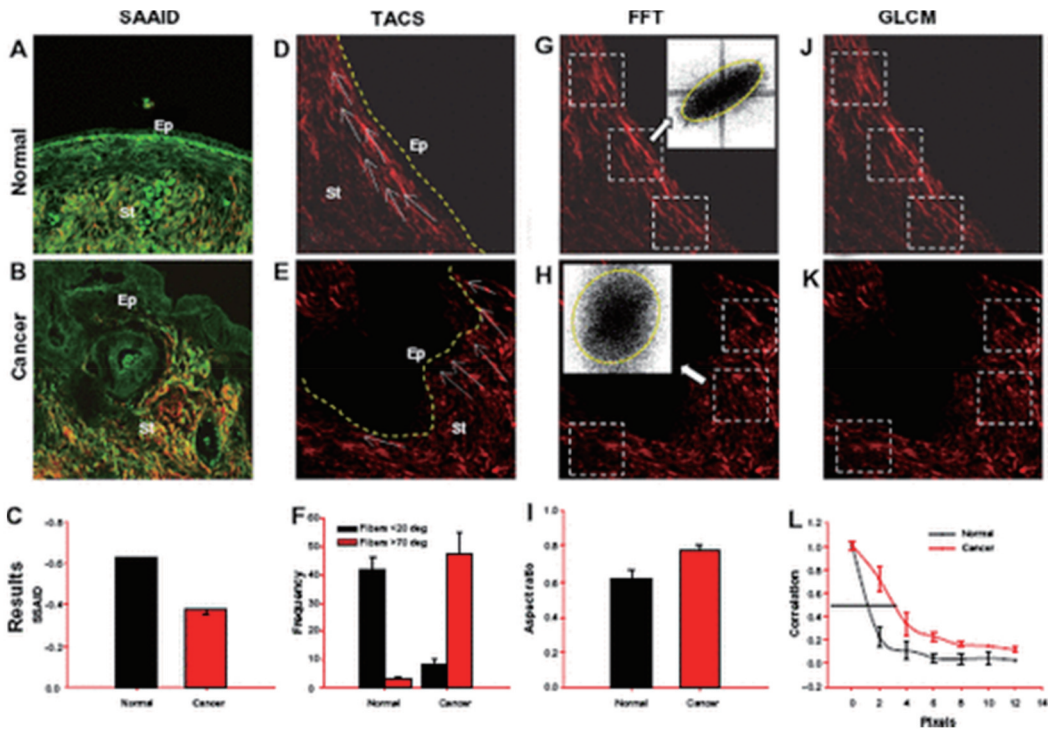 SAAID TACS FFT GLCM
A D G J
Normal
Ep
St
Ep
St
B E H K
Cancer
Ep
St
Ep
St
C F I L
Results
SSAID
-0.8
-0.6
-0.4
-0.2
-0.0
Normal Cancer
Frequency
60
50
40
30
20
10
0
Fibers <20 deg
Fibers >70 deg
Normal Cancer
Aspect ratio
1.0
0.8
0.6
0.4
0.2
0.0
Normal Cancer
Correlation
1.2
1.0
0.8
0.6
0.4
0.2
0.0
-0.2
Normal
Cancer
0 2 4 6 8 10 12 14
Pixels